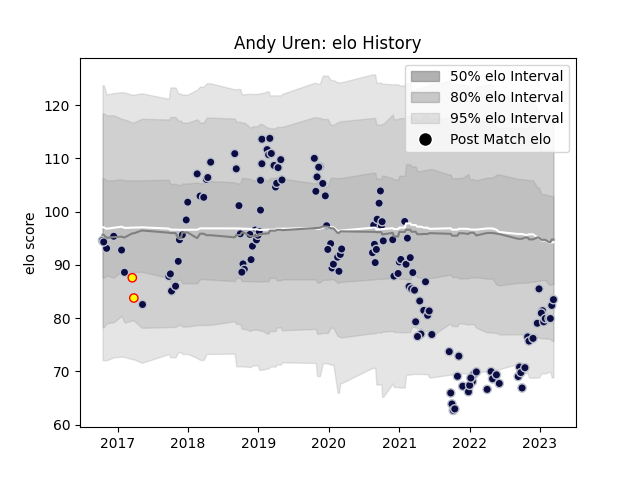 Andy Uren: elo History
50% elo Interval
80% elo Interval
95% elo Interval
Post Match elo
elo score
120
110
100
90
80
70
60
2017 2018 2019 2020 2021 2022 2023